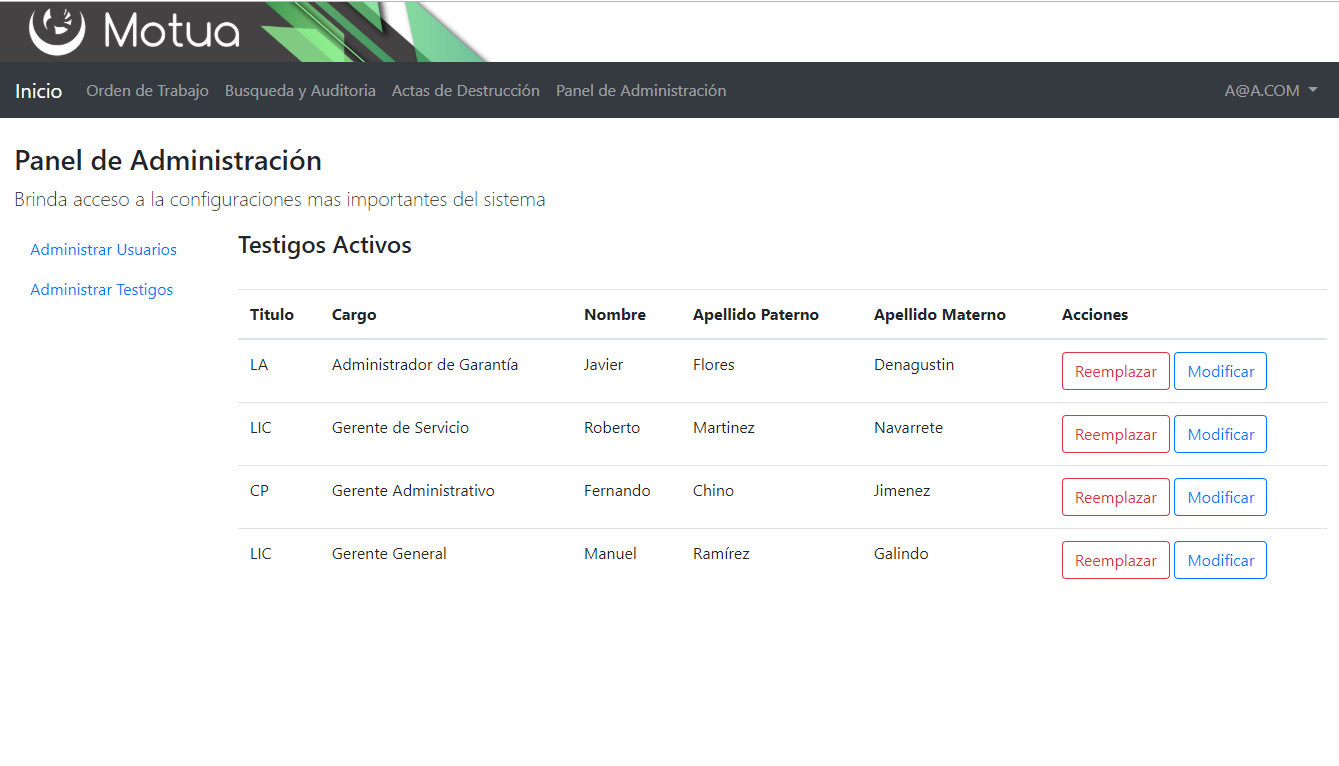 Motua
Inicio Orden de Trabajo Busqueda y Auditoria Actas de Destrucción Panel de Administración A@A.COM
Panel de Administración
Brinda acceso a la configuraciones mas importantes del sistema
Administrar Usuarios
Administrar Testigos
Testigos Activos
Titulo Cargo Nombre Apellido Paterno Apellido Materno Acciones
LA Administrador de Garantía Javier Flores Denagustin Reemplazar Modificar
LIC Gerente de Servicio Roberto Martinez Navarrete Reemplazar Modificar
CP Gerente Administrativo Fernando Chino Jimenez Reemplazar Modificar
LIC Gerente General Manuel Ramírez Galindo Reemplazar Modificar